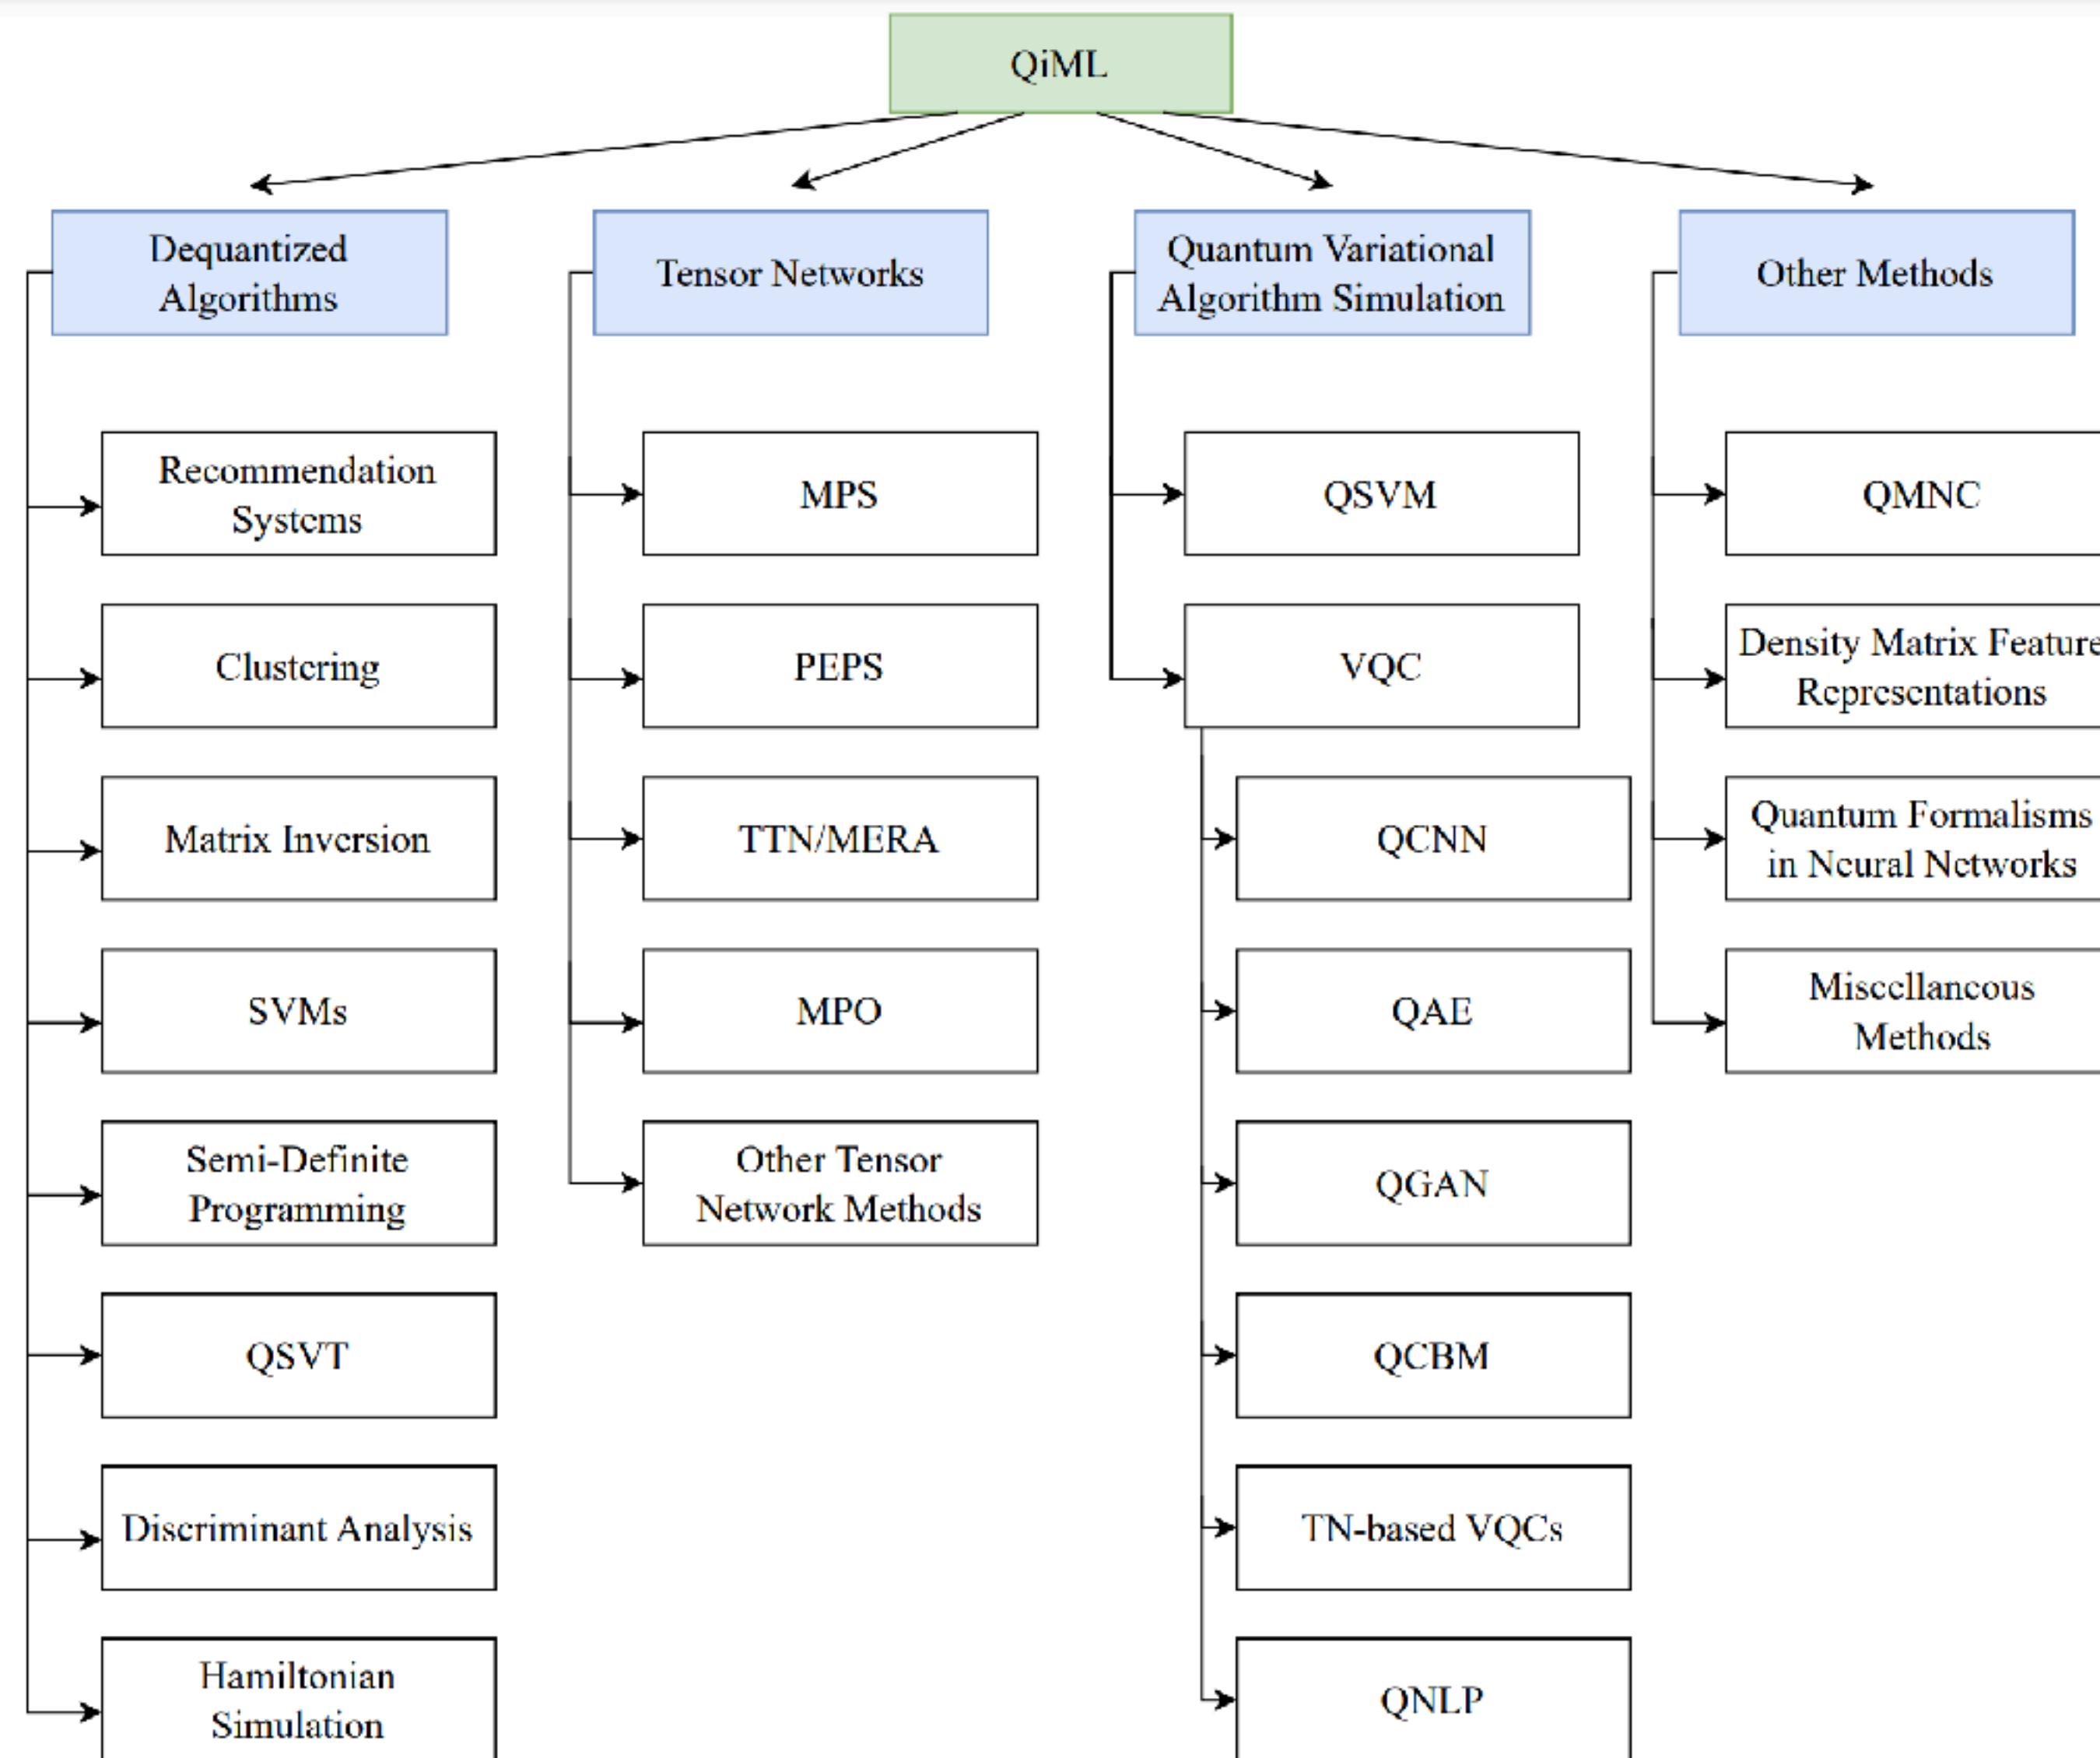 QiML
Dequantized
Algorithms
Tensor Networks
Quantum Variational
Algorithm Simulation
Other Methods
Recommendation
Systems
Clustering
Matrix Inversion
SVMs
Semi-Definite
Programming
QSVT
Discriminant Analysis
Hamiltonian
Simulation
MPS
PEPS
TTN/MERA
MPO
Other Tensor
Network Methods
QSVM
VQC
QCNN
QAE
QGAN
QCBM
TN-based VQCs
QNLP
QMNC
Density Matrix Feature
Representations
Quantum Formalisms
in Neural Networks
Miscellaneous
Methods